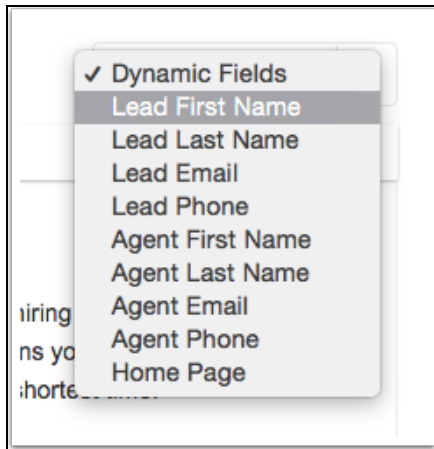 ✓ Dynamic Fields
Lead First Name
Lead Last Name
Lead Email
Lead Phone
Agent First Name
Agent Last Name
Agent Email
Agent Phone
Home Page